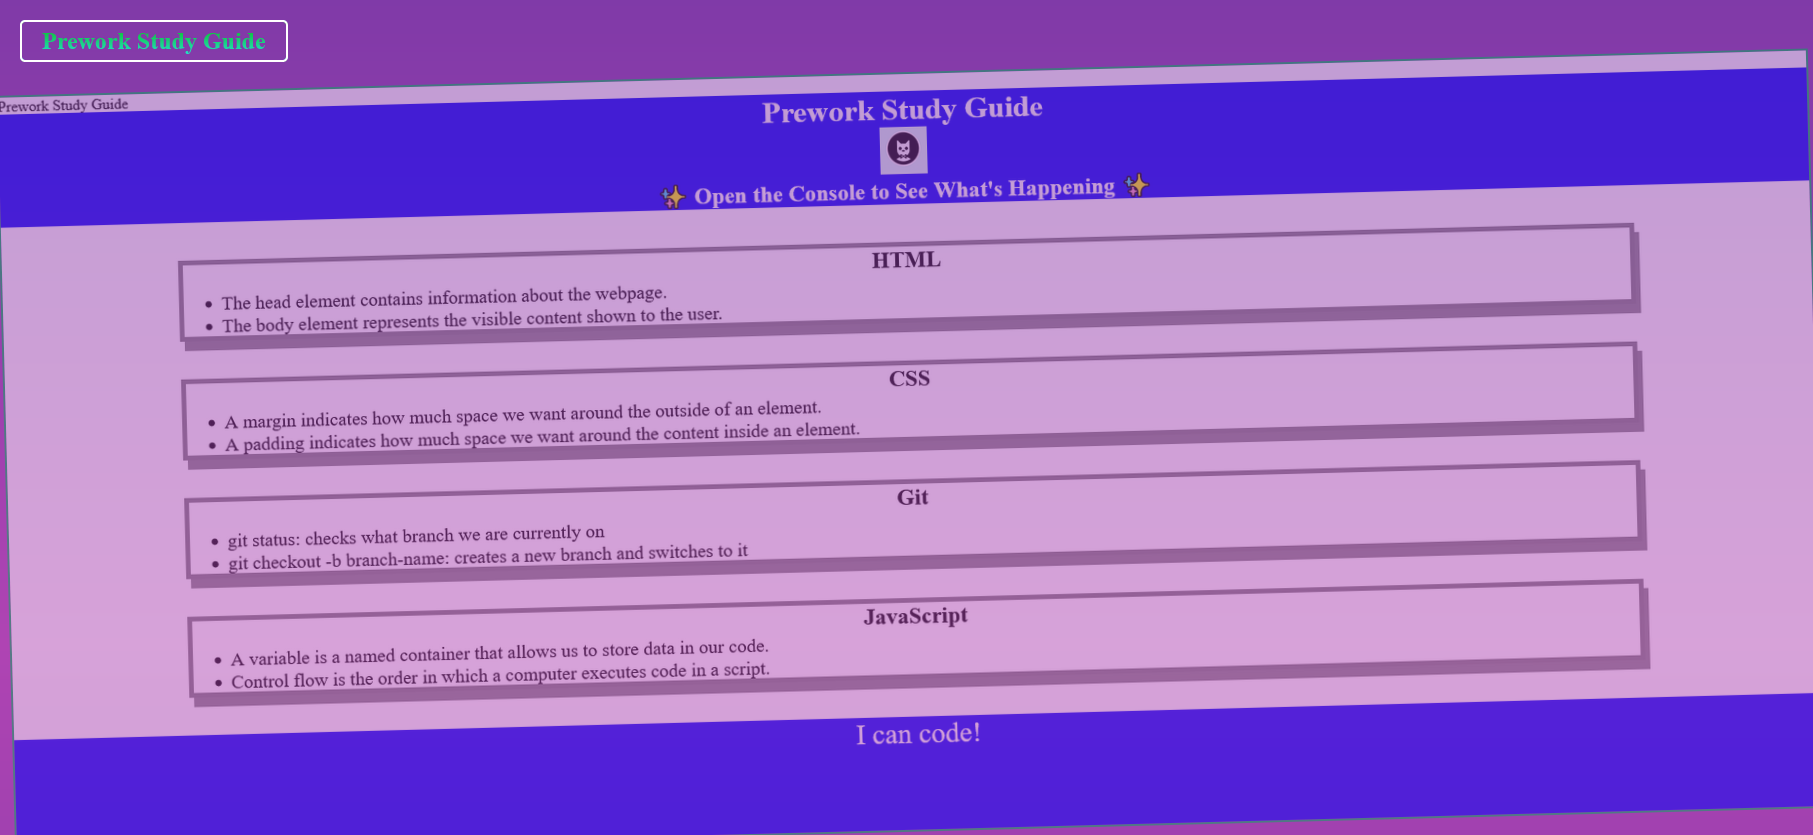 Prework Study Guide
Prework Study Guide
Prework Study Guide
✨ Open the Console to See What's Happening ✨
HTML
• The head element contains information about the webpage.
• The body element represents the visible content shown to the user.
CSS
• A margin indicates how much space we want around the outside of an element.
• A padding indicates how much space we want around the content inside an element.
Git
• git status: checks what branch we are currently on
• git checkout -b branch-name: creates a new branch and switches to it
JavaScript
• A variable is a named container that allows us to store data in our code.
• Control flow is the order in which a computer executes code in a script.
I can code!